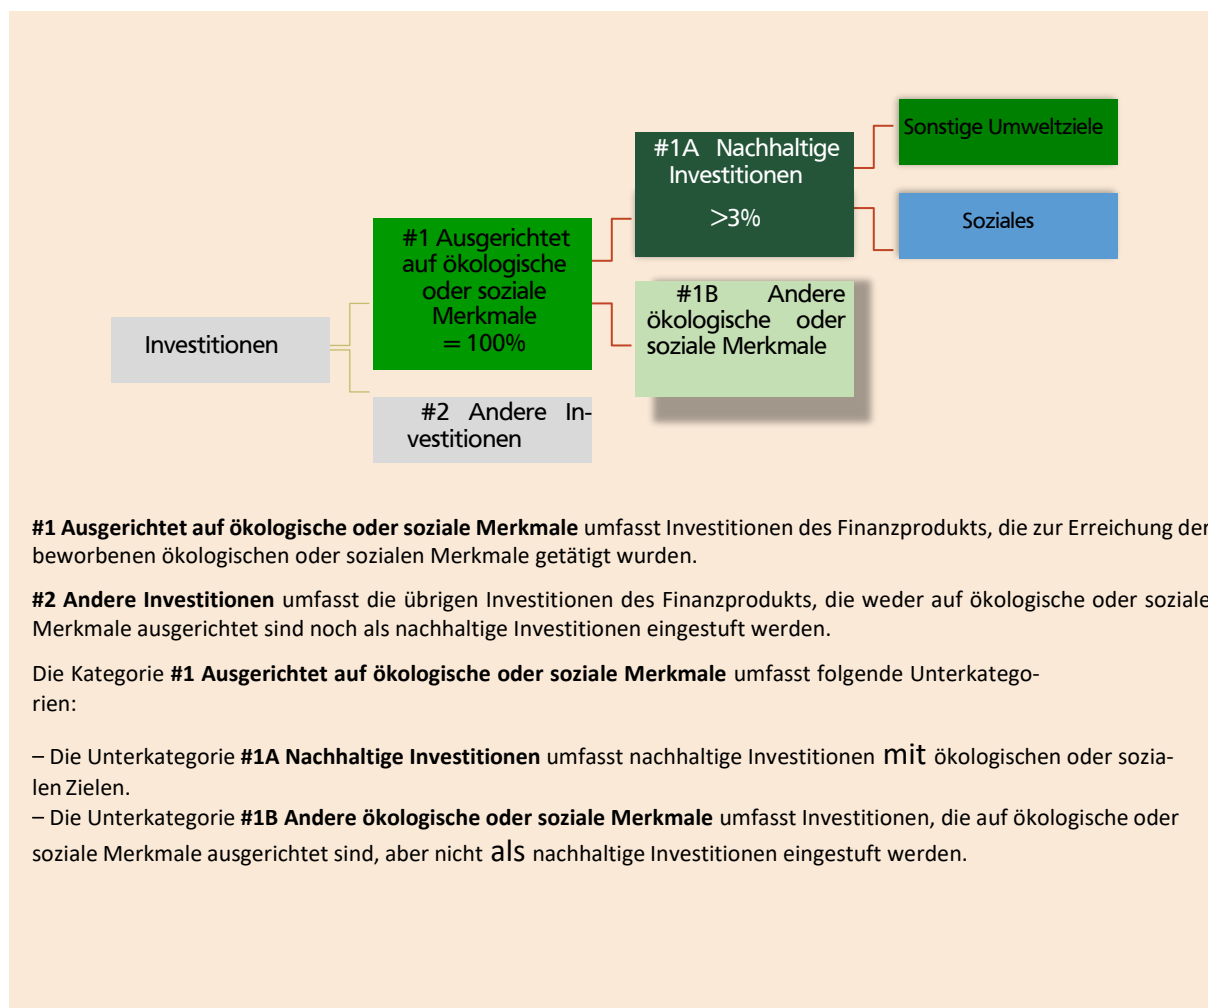 Sonstige Umweltziele
#1A Nachhaltige
Investitionen
>3%
Soziales
#1 Ausgerichtet
auf ökologische
oder soziale
Merkmale
= 100%
#1B Andere
ökologische oder
soziale Merkmale
Investitionen
#2 Andere In-
vestitionen
#1 Ausgerichtet auf ökologische oder soziale Merkmale umfasst Investitionen des Finanzprodukts, die zur Erreichung der
beworbenen ökologischen oder sozialen Merkmale getätigt wurden.
#2 Andere Investitionen umfasst die übrigen Investitionen des Finanzprodukts, die weder auf ökologische oder soziale
Merkmale ausgerichtet sind noch als nachhaltige Investitionen eingestuft werden.
Die Kategorie #1 Ausgerichtet auf ökologische oder soziale Merkmale umfasst folgende Unterkatego-
rien:
– Die Unterkategorie #1A Nachhaltige Investitionen umfasst nachhaltige Investitionen mit ökologischen oder sozia-
len Zielen.
– Die Unterkategorie #1B Andere ökologische oder soziale Merkmale umfasst Investitionen, die auf ökologische oder
soziale Merkmale ausgerichtet sind, aber nicht als nachhaltige Investitionen eingestuft werden.